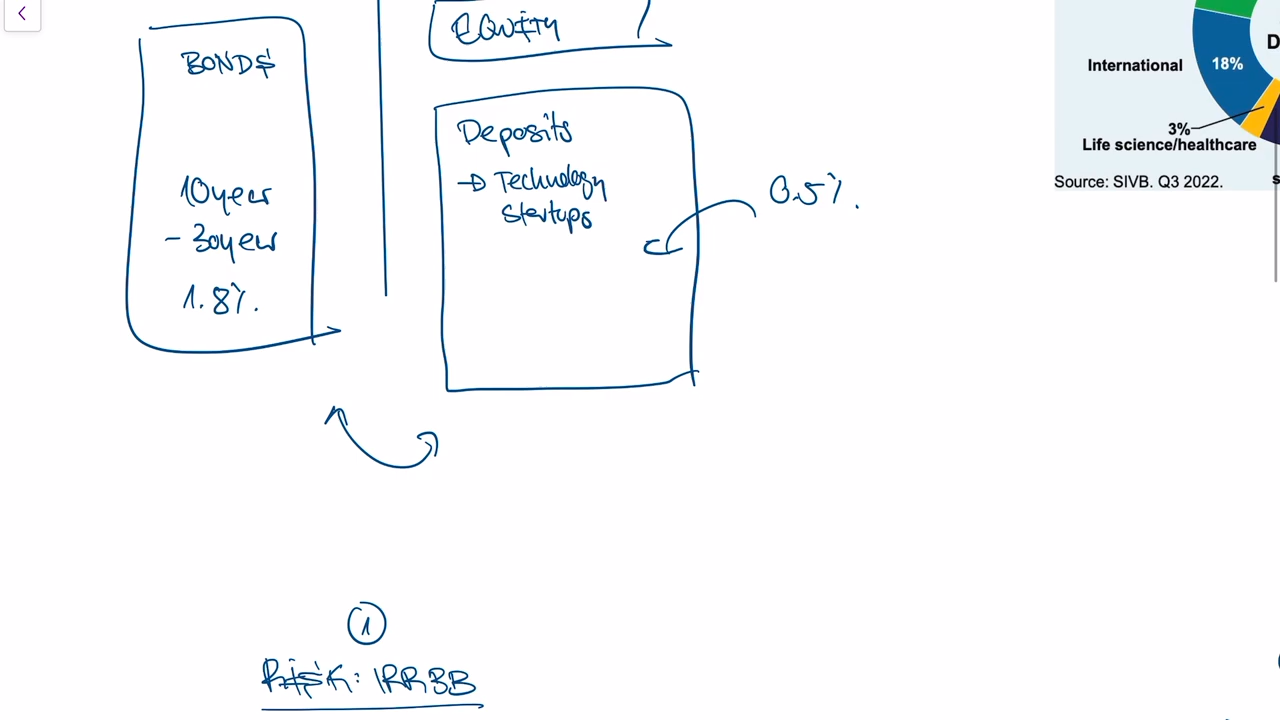 EQUITY
BONDS
Deposits
→ Technology
Startups
10year
- 30year
1.8%.
0.5%.
1
RISK: IRRBB
D
International
18%
3%
Life science/healthcare
Source: SIVB. Q3 2022.